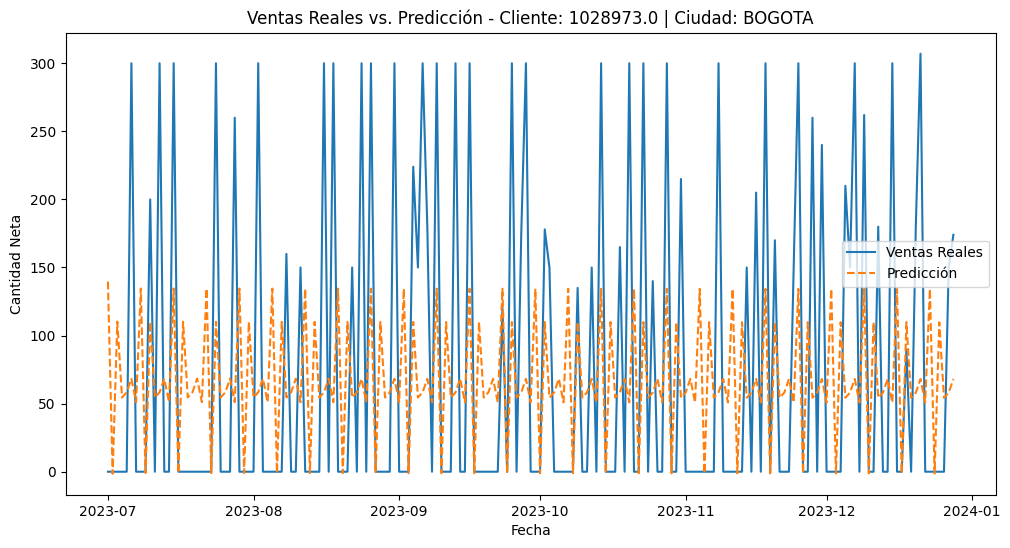 Ventas Reales vs. Predicción - Cliente: 1028973.0 | Ciudad: BOGOTA
Cantidad Neta
300
250
200
150
100
50
0
Ventas Reales
Predicción
2023-07
2023-08
2023-09
2023-10
2023-11
2023-12
2024-01
Fecha